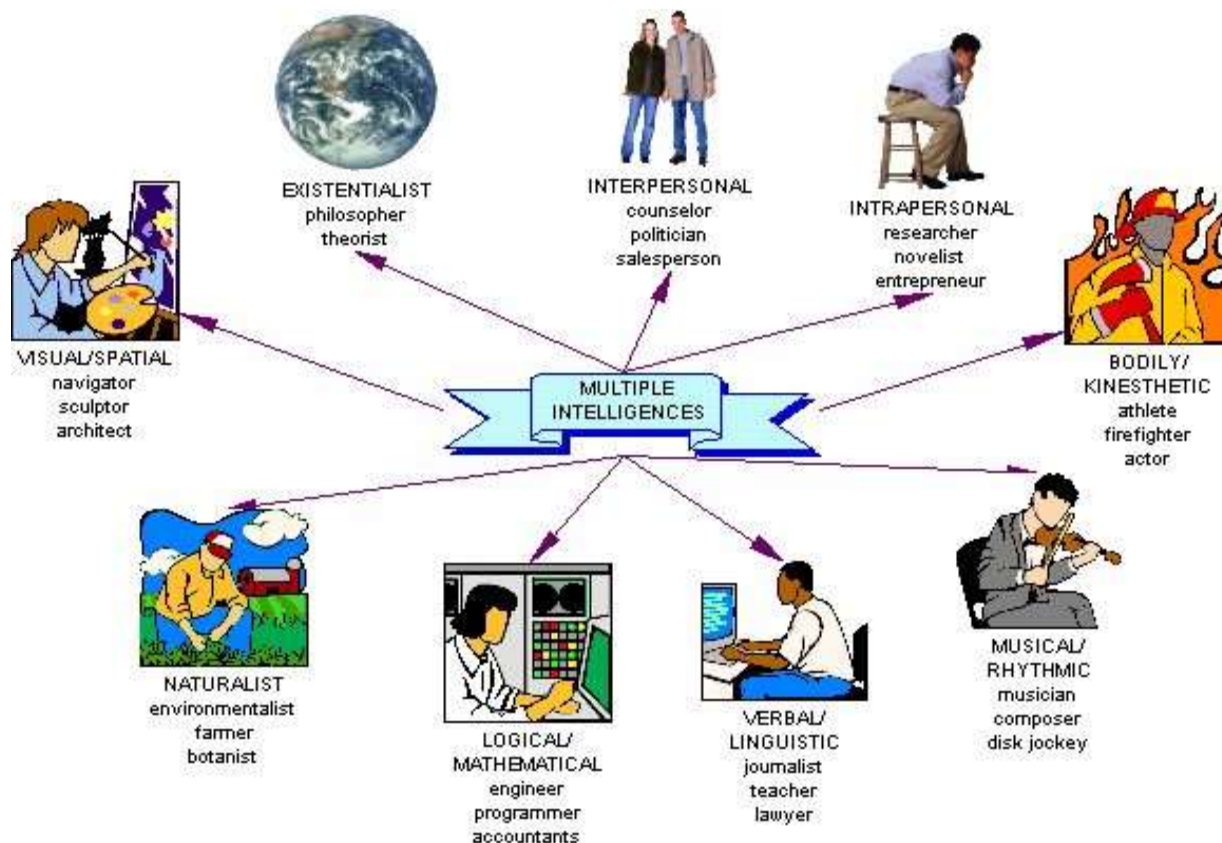 EXISTENTIALIST
philosopher
theorist
INTERPERSONAL
counselor
politician
salesperson
INTRAPERSONAL
researcher
novelist
entrepreneur
VISUAL/SPATIAL
navigator
sculptor
architect
MULTIPLE
INTELLIGENCES
BODILY/
KINESTHETIC
athlete
firefighter
actor
NATURALIST
environmentalist
farmer
botanist
LOGICAL/
MATHEMATICAL
engineer
programmer
accountants
VERBAL/
LINGUISTIC
journalist
teacher
lawyer
MUSICAL/
RHYTHMIC
musician
composer
disk jockey